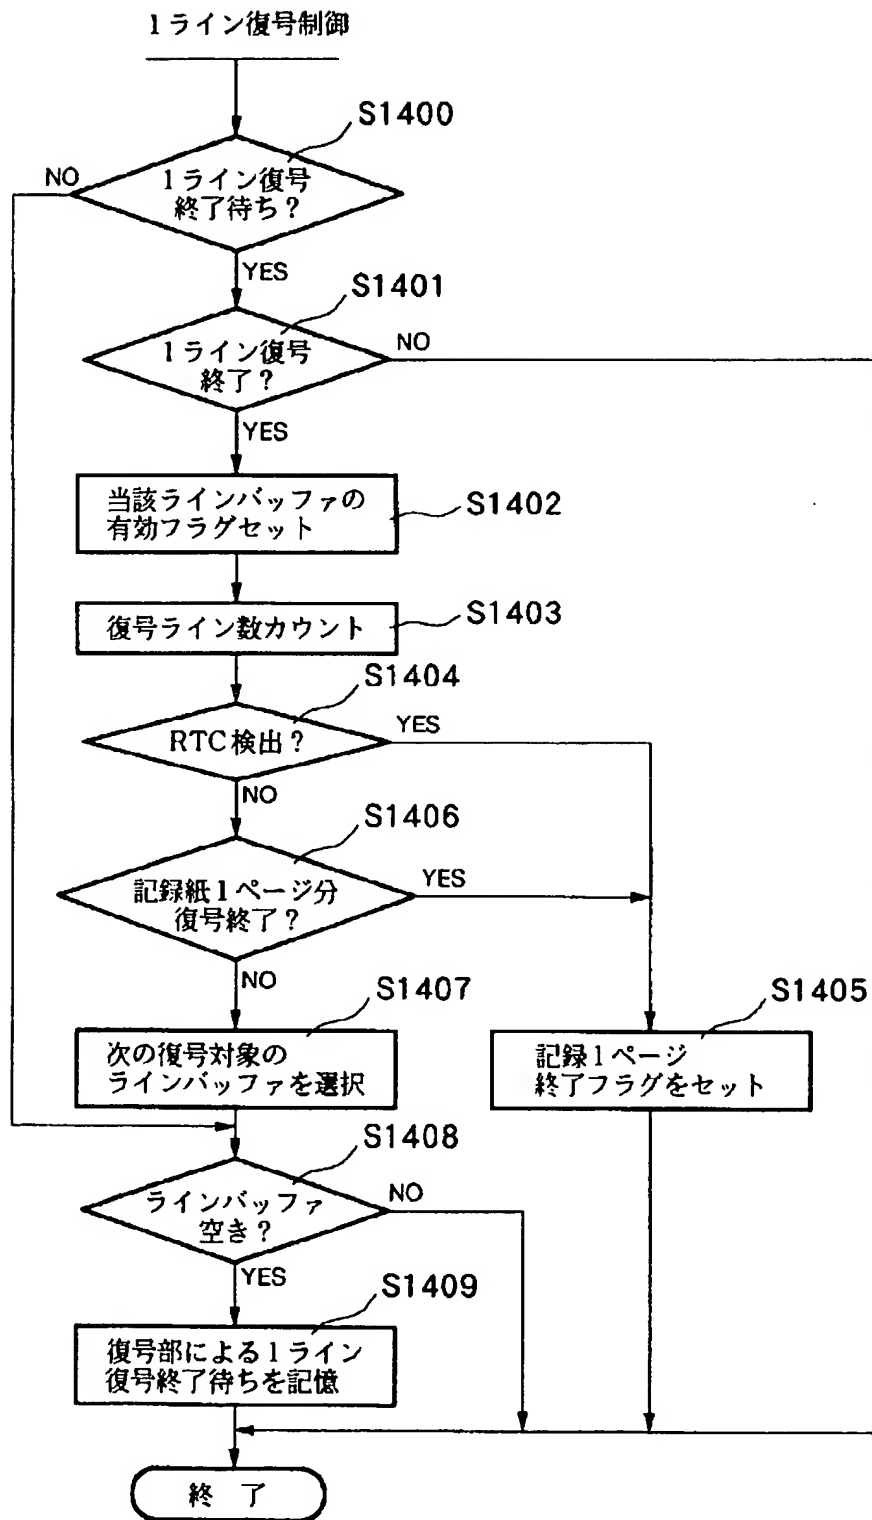 1ライン復号制御
S1400
NO
1ライン復号
終了待ち?
YES
S1401
NO
1ライン復号
終了?
YES
当該ラインバッファの
有効フラグセット
S1402
復号ライン数カウント
S1403
S1404
RTC検出?
YES
NO
S1406
記録紙1ページ分
復号終了?
YES
NO
S1407
次の復号対象の
ラインバッファを選択
S1405
記録1ページ
終了フラグをセット
S1408
ラインバッファ
空き?
NO
YES
S1409
復号部による1ライン
復号終了待ちを記憶
終了